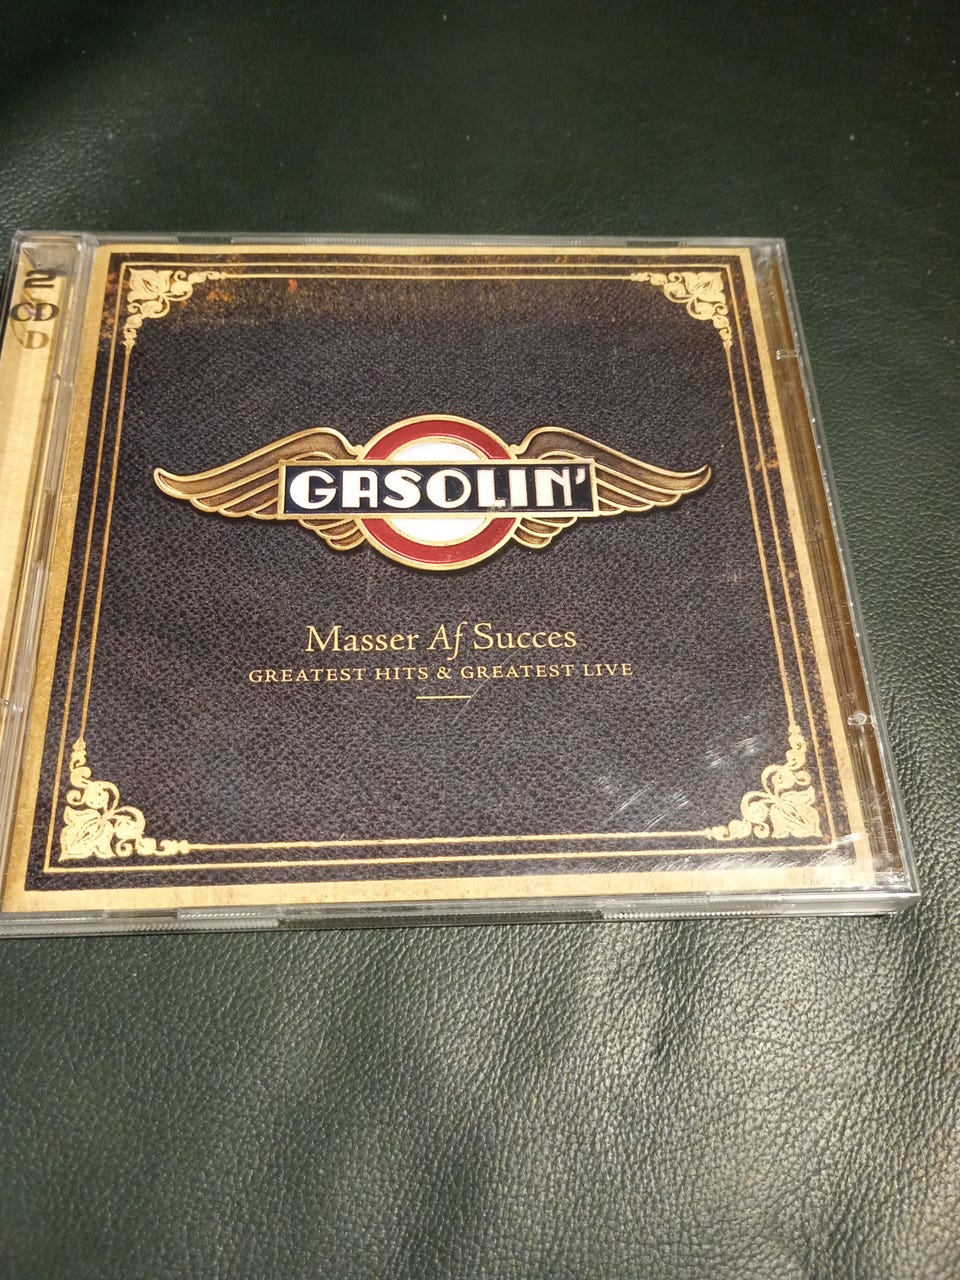 2
CD
D
GASOLIN'
Masser Af Succes
GREATEST HITS & GREATEST LIVE